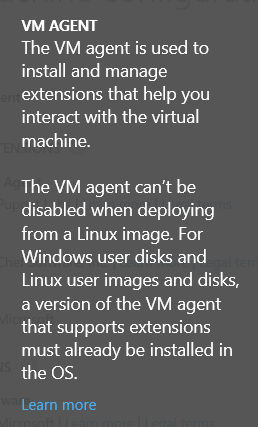 VM AGENT
The VM agent is used to
install and manage
extensions that help you
interact with the virtual
machine.
The VM agent can't be
disabled when deploying
from a Linux image. For
Windows user disks and
Linux user images and disks,
a version of the VM agent
that supports extensions
must already be installed in
the OS.
Learn more